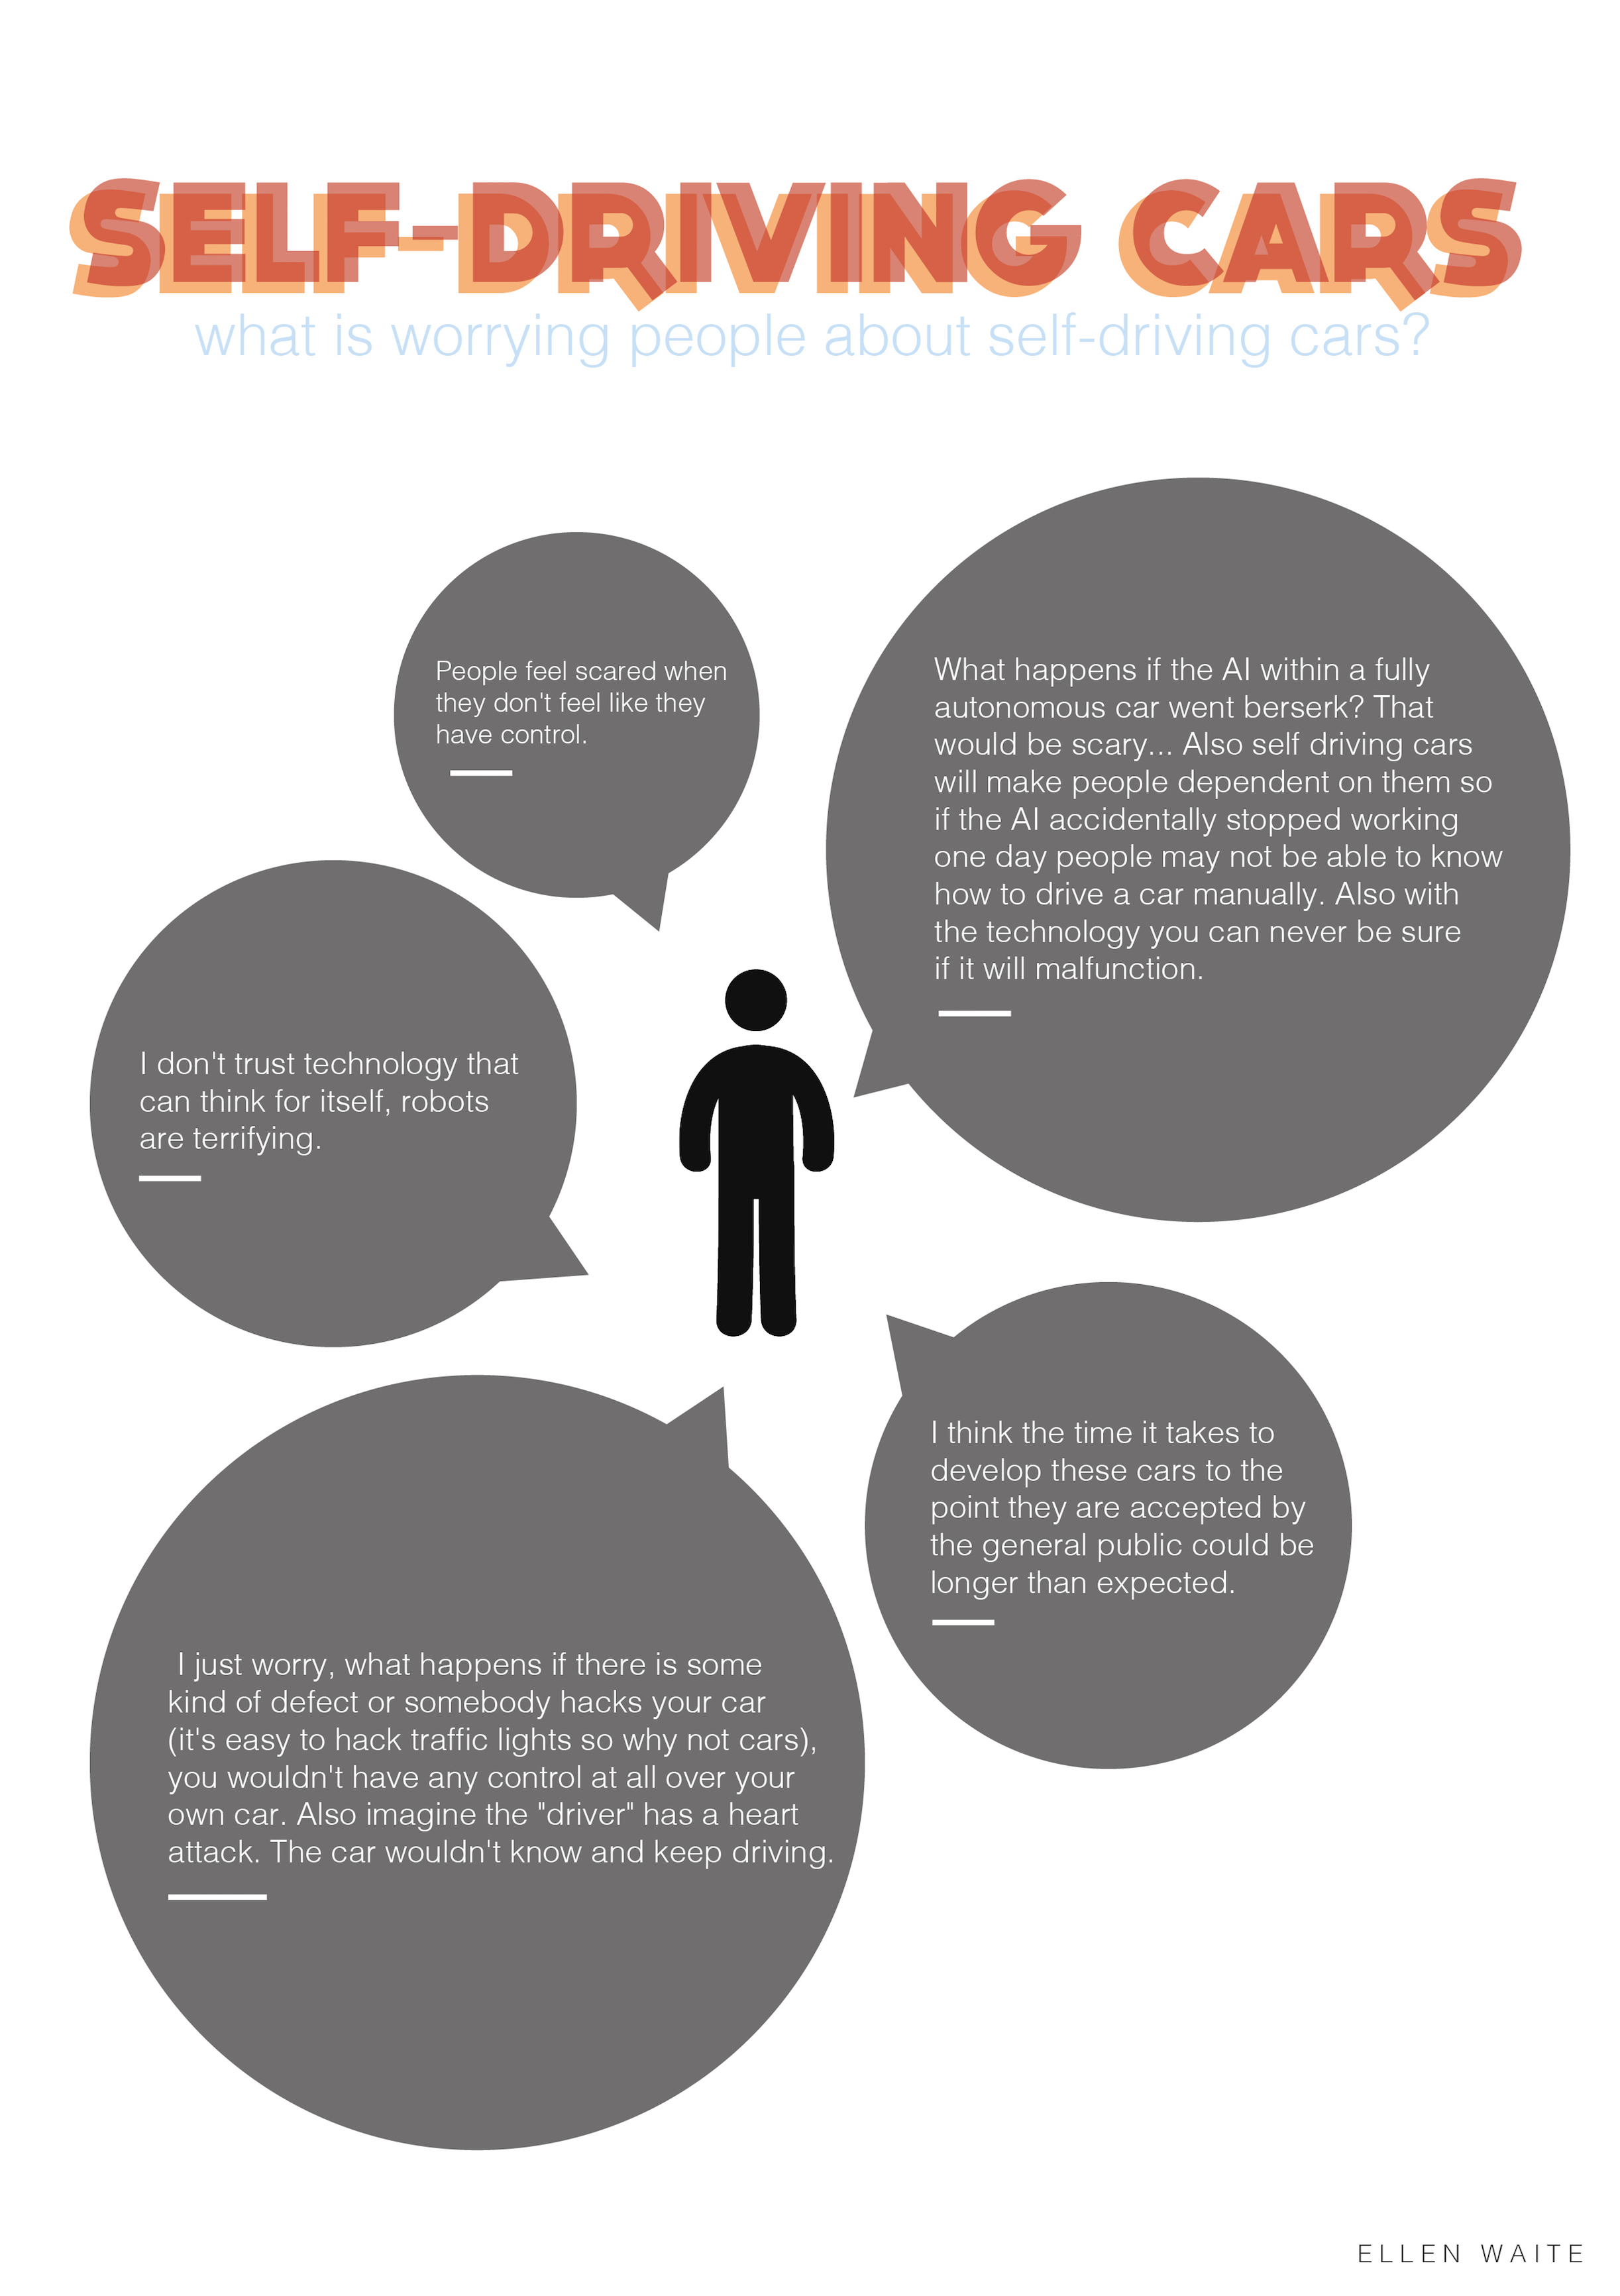 SELF-DRIVING CARS
what is worrying people about self-driving cars?
People feel scared when
they don't feel like they
have control.
What happens if the AI within a fully
autonomous car went berserk? That
would be scary... Also self driving cars
will make people dependent on them so
if the AI accidentally stopped working
one day people may not be able to know
how to drive a car manually. Also with
the technology you can never be sure
if it will malfunction.
I don't trust technology that
can think for itself, robots
are terrifying.
I think the time it takes to
develop these cars to the
point they are accepted by
the general public could be
longer than expected.
I just worry, what happens if there is some
kind of defect or somebody hacks your car
(it's easy to hack traffic lights so why not cars),
you wouldn't have any control at all over your
own car. Also imagine the "driver" has a heart
attack. The car wouldn't know and keep driving.
ELLEN WAITE